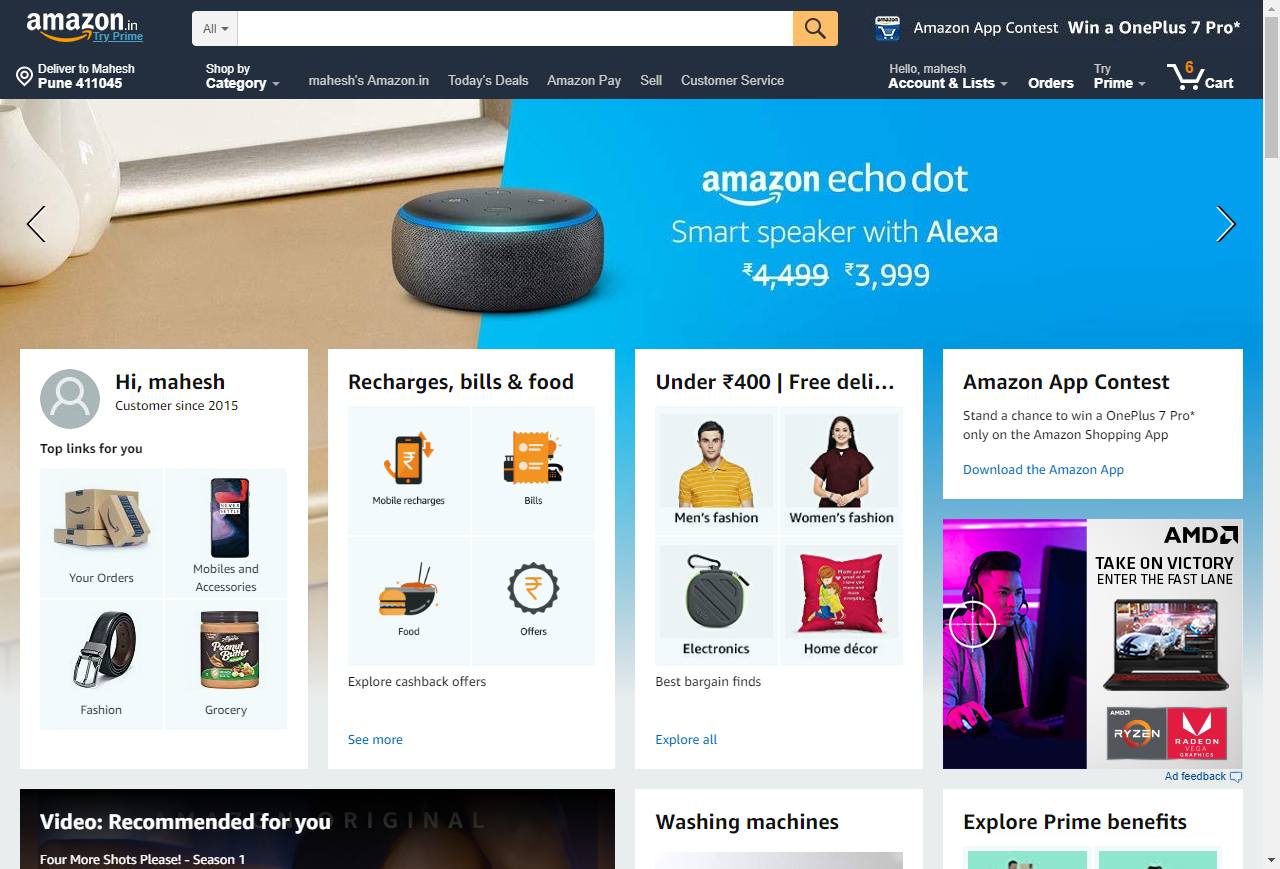 amazon.in
Try Prime
All
Amazon App Contest Win a OnePlus 7 Pro*
Deliver to Mahesh
Pune 411045
Shop by
Category
mahesh's Amazon.in
Today's Deals
Amazon Pay
Sell
Customer Service
Hello, mahesh
Account & Lists
Orders
Try
Prime
6
Cart
amazon echo dot
Smart speaker with Alexa
₹4,499 ₹3,999
Hi, mahesh
Customer since 2015
Top links for you
Your Orders
Mobiles and
Accessories
Fashion
Grocery
NEVER
SETTLE
Peanut
Butter
Recharges, bills & food
Mobile recharges
Bills
Food
Offers
Explore cashback offers
See more
Under ₹400 | Free deli...
Men's fashion
Women's fashion
Electronics
Home décor
Best bargain finds
Explore all
Amazon App Contest
Stand a chance to win a OnePlus 7 Pro*
only on the Amazon Shopping App
Download the Amazon App
AMD
TAKE ON VICTORY
ENTER THE FAST LANE
AMD
RYZEN
RADEON
VEGA
GRAPHICS
Ad feedback
Video: Recommended for you
ORIGINAL
Four More Shots Please! - Season 1
Washing machines
Explore Prime benefits